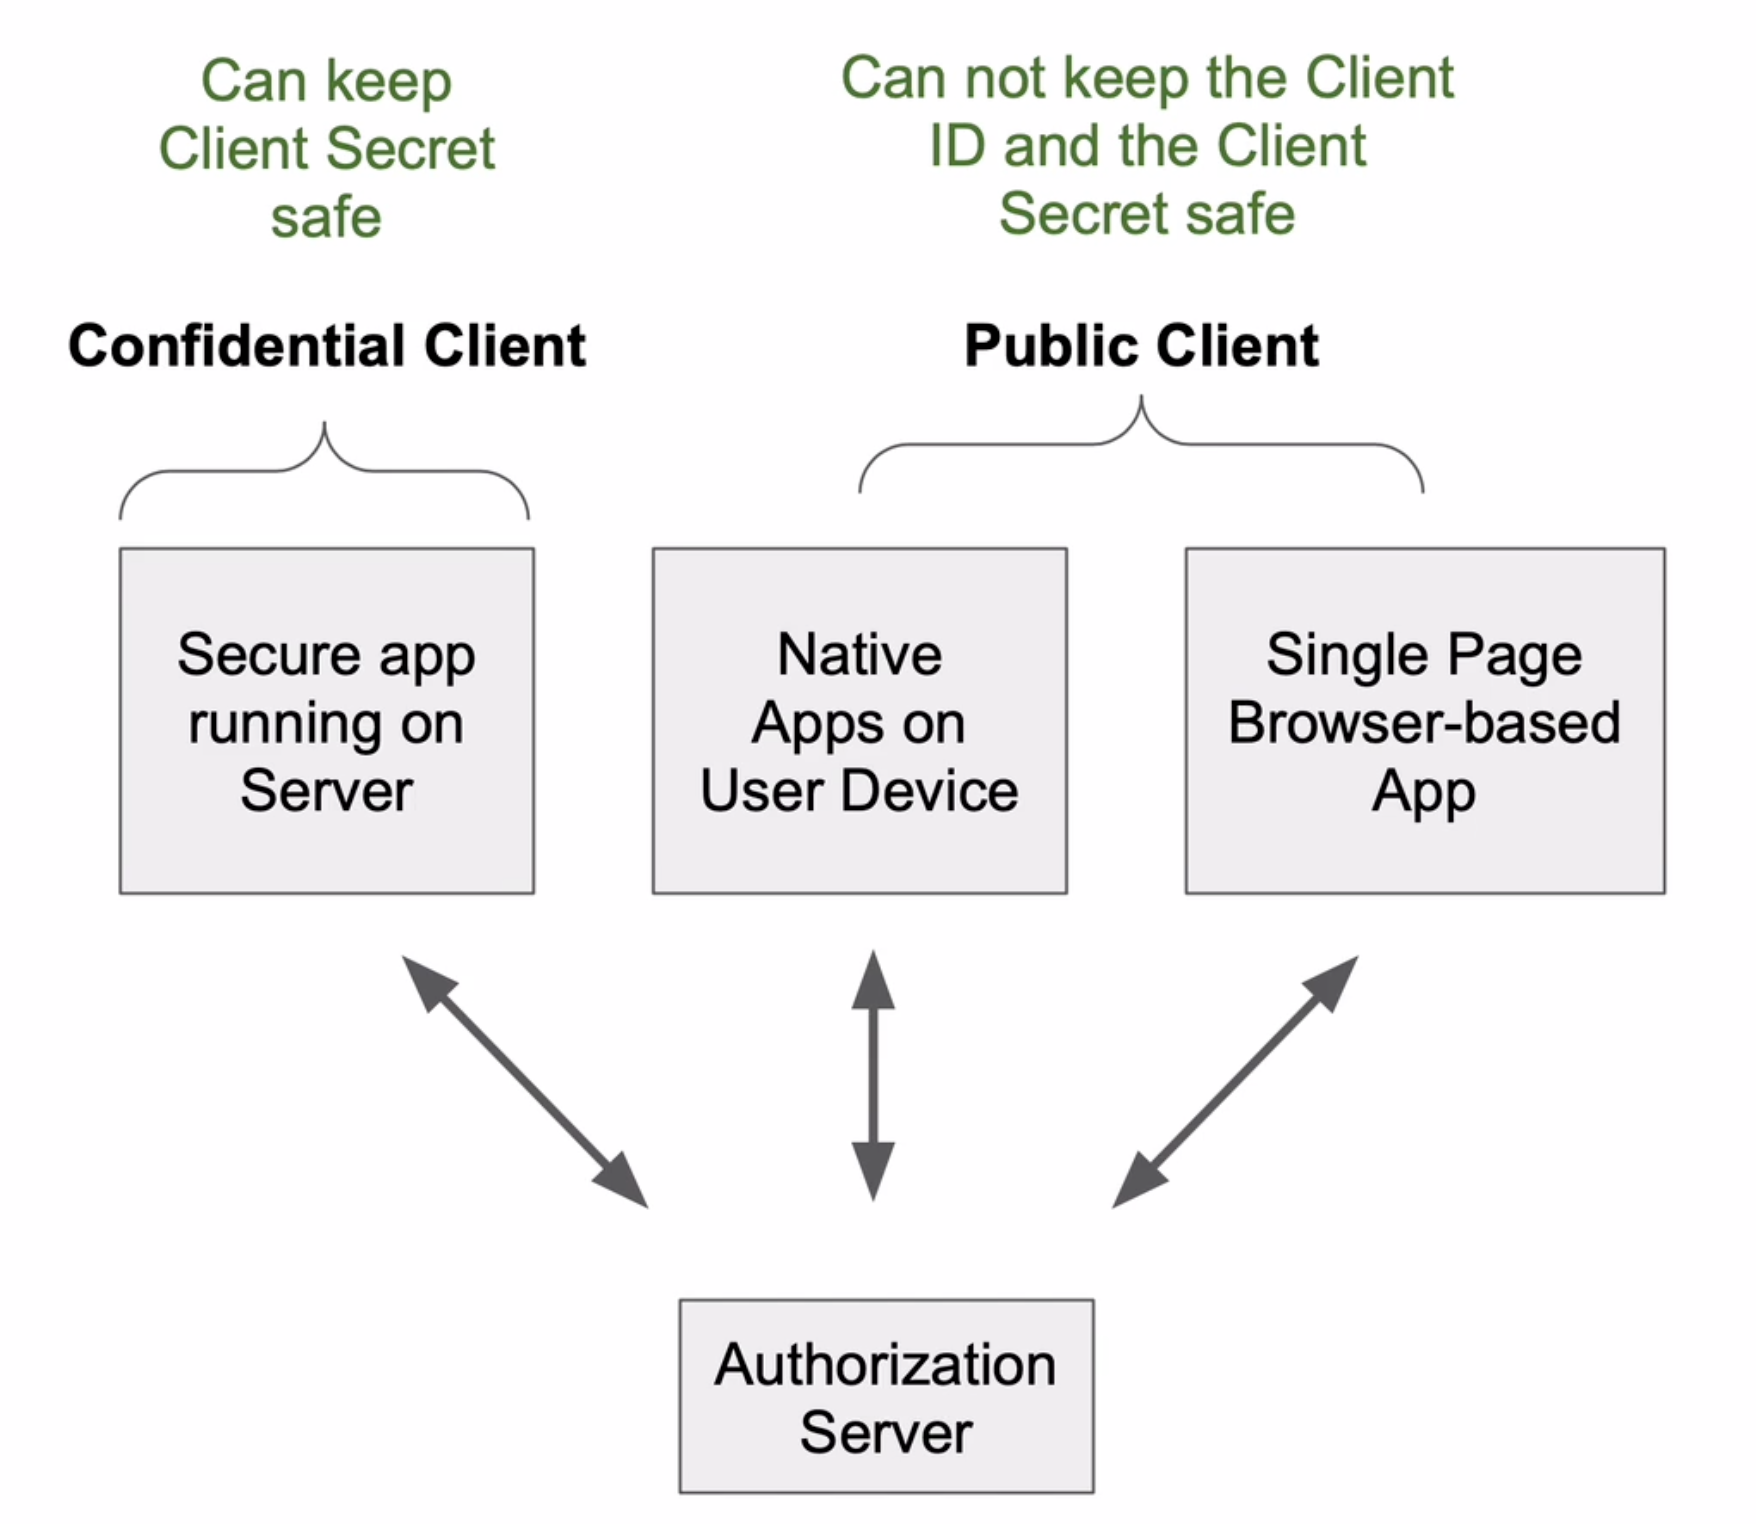 Can keep
Client Secret
safe
Can not keep the Client
ID and the Client
Secret safe
Confidential Client
Public Client
Secure app
running on
Server
Native
Apps on
User Device
Single Page
Browser-based
App
Authorization
Server